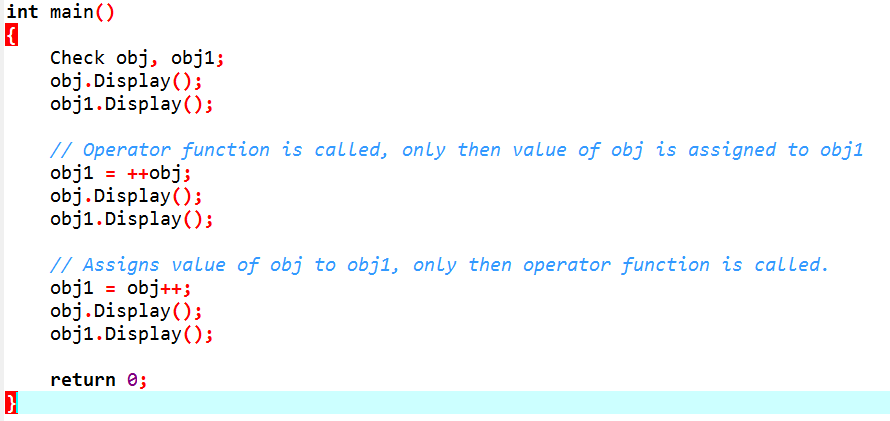 int main()
{
    Check obj, obj1;
    obj.Display();
    obj1.Display();

    // Operator function is called, only then value of obj is assigned to obj1
    obj1 = ++obj;
    obj.Display();
    obj1.Display();

    // Assigns value of obj to obj1, only then operator function is called.
    obj1 = obj++;
    obj.Display();
    obj1.Display();

    return 0;
}